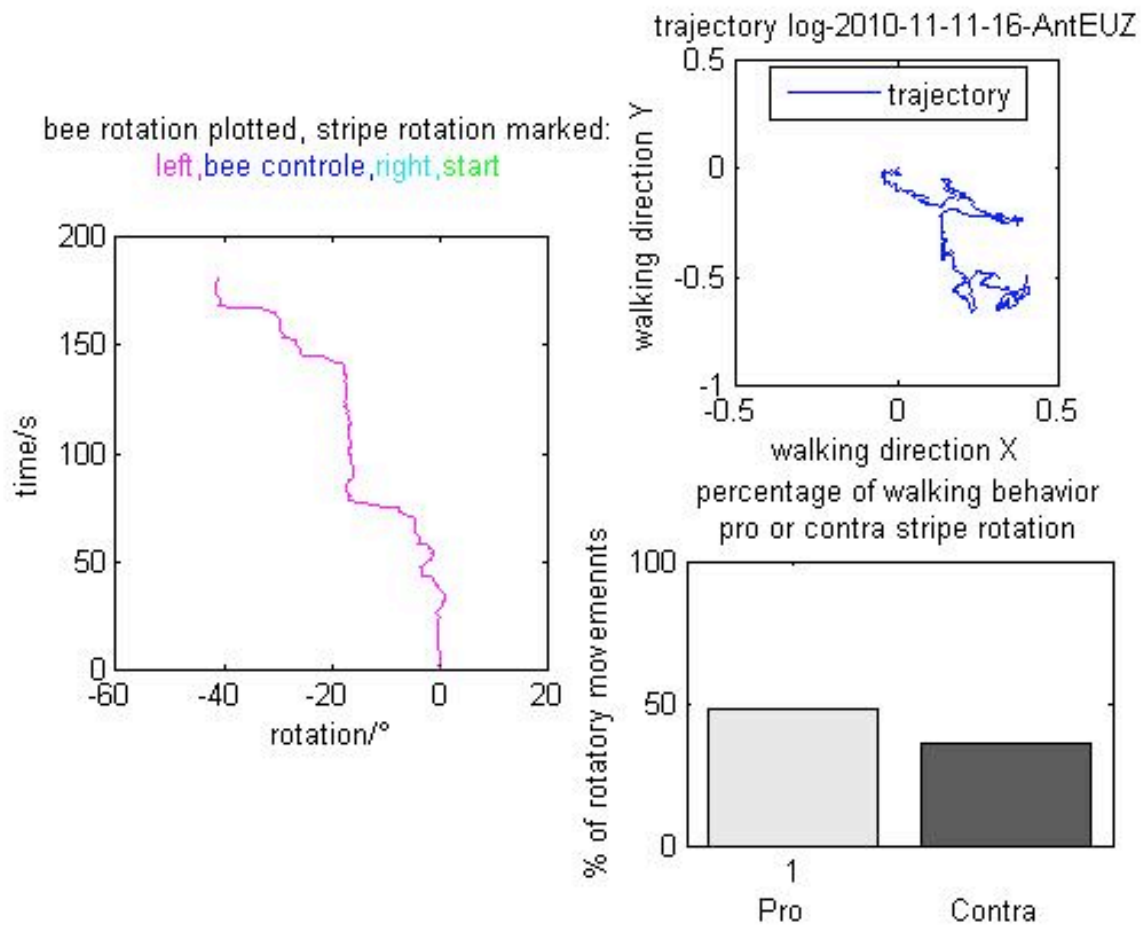 bee rotation plotted, stripe rotation marked:
left,bee controle,right,start
200
150
100
50
0
time/s
-60
-40
-20
0
20
rotation/°
trajectory log-2010-11-11-16-AntEUZ
trajectory
0.5
0
-0.5
-1
walking direction Y
-0.5
0
0.5
walking direction X
percentage of walking behavior
pro or contra stripe rotation
100
50
0
% of rotatory movemennts
1
Pro
Contra